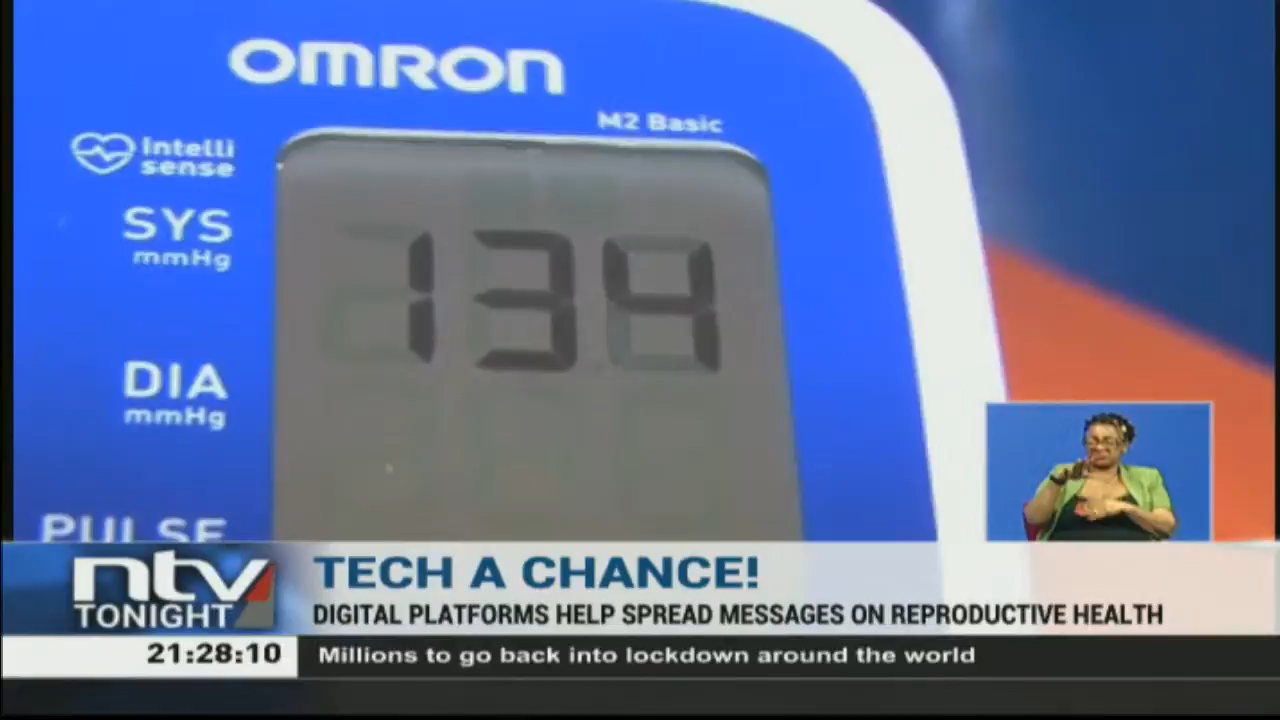 OMRON
M2 Basic
Intelli
sense
SYS
mmHg
134
DIA
mmHg
PULSE
ntv
TONIGHT
TECH A CHANCE!
DIGITAL PLATFORMS HELP SPREAD MESSAGES ON REPRODUCTIVE HEALTH
21:28:10
Millions to go back into lockdown around the world